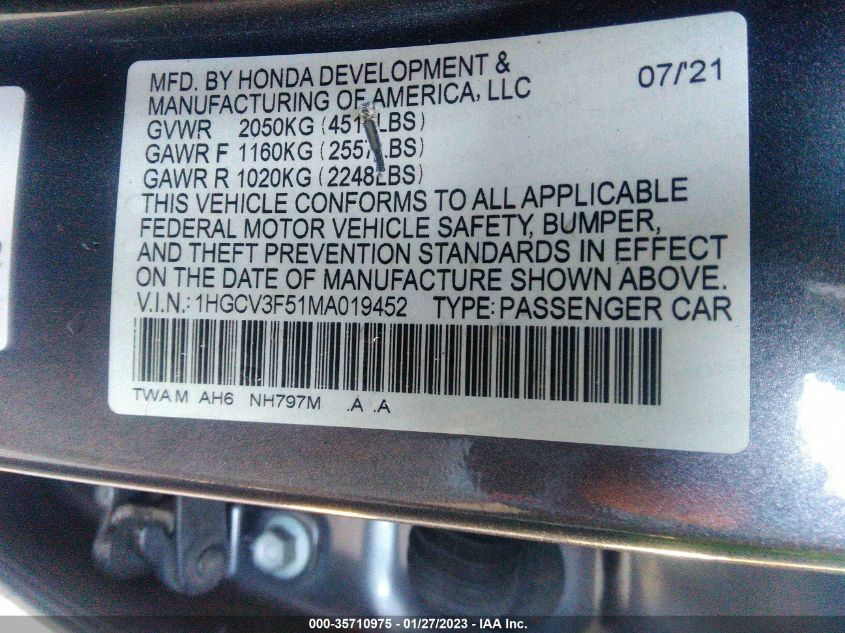 MFD. BY HONDA DEVELOPMENT & 07/'21
MANUFACTURING OF AMERICA, LLC
GVWR 2050KG
GAWR F 1160KG (2557LBS)
GAWR R 1020KG (2248LBS)
THIS VEHICLE CONFORMS TO ALL APPLICABLE
FEDERAL MOTOR VEHICLE SAFETY, BUMPER,
AND THEFT PREVENTION STANDARDS IN EFFECT
ON THE DATE OF MANUFACTURE SHOWN ABOVE.
V.I.N.: 1HGCV3F51MA019452 TYPE: PASSENGER CAR
TWA M AH6 NH797M .A .A
000-35710975 - 01/27/2023 - IAA Inc.